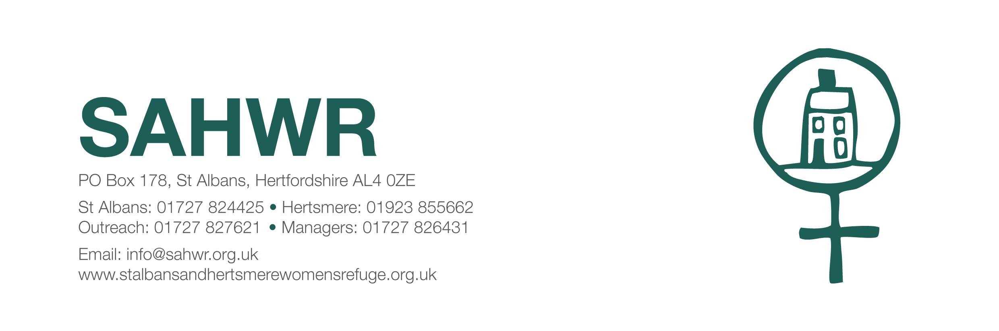 SAHWR
PO Box 178, St Albans, Hertfordshire AL4 0ZE
St Albans: 01727 824425 • Hertsmere: 01923 855662
Outreach: 01727 827621 • Managers: 01727 826431
Email: info@sahwr.org.uk
www.stalbansandhertsmerewomensrefuge.org.uk